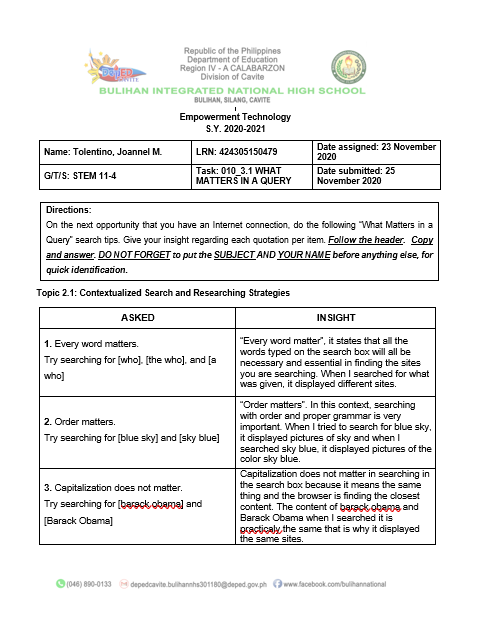 Republic of the Philippines
Department of Education
Region IV - A CALABARZON
Division of Cavite
BULIHAN INTEGRATED NATIONAL HIGH SCHOOL
BULIHAN, SILANG, CAVITE
Empowerment Technology
S.Y. 2020-2021
Name: Tolentino, Joannel M.
LRN: 424305150479
Date assigned: 23 November
2020
G/T/S: STEM 11-4
Task: 010_3.1 WHAT
MATTERS IN A QUERY
Date submitted: 25
November 2020
Directions:
On the next opportunity that you have an Internet connection, do the following “What Matters in a
Query” search tips. Give your insight regarding each quotation per item. Follow the header. Copy
and answer. DO NOT FORGET to put the SUBJECT AND YOUR NAME before anything else, for
quick identification.
Topic 2.1: Contextualized Search and Researching Strategies
ASKED
INSIGHT
1. Every word matters.
Try searching for [who], [the who], and [a
who]
“Every word matter”, it states that all the
words typed on the search box will all be
necessary and essential in finding the sites
you are searching. When I searched for what
was given, it displayed different sites.
2. Order matters.
Try searching for [blue sky] and [sky blue]
“Order matters”. In this context, searching
with order and proper grammar is very
important. When I tried to search for blue sky,
it displayed pictures of sky and when I
searched sky blue, it displayed pictures of the
color sky blue.
3. Capitalization does not matter.
Try searching for [barack obama] and
[Barack Obama]
Capitalization does not matter in searching in
the search box because it means the same
thing and the browser is finding the closest
content. The content of barack obama and
Barack Obama when I searched it is
the same that is why it displayed
the same sites.
(046) 890-0133
depedcavite.bulihannhs301180@deped.gov.ph
www.facebook.com/bulihannational